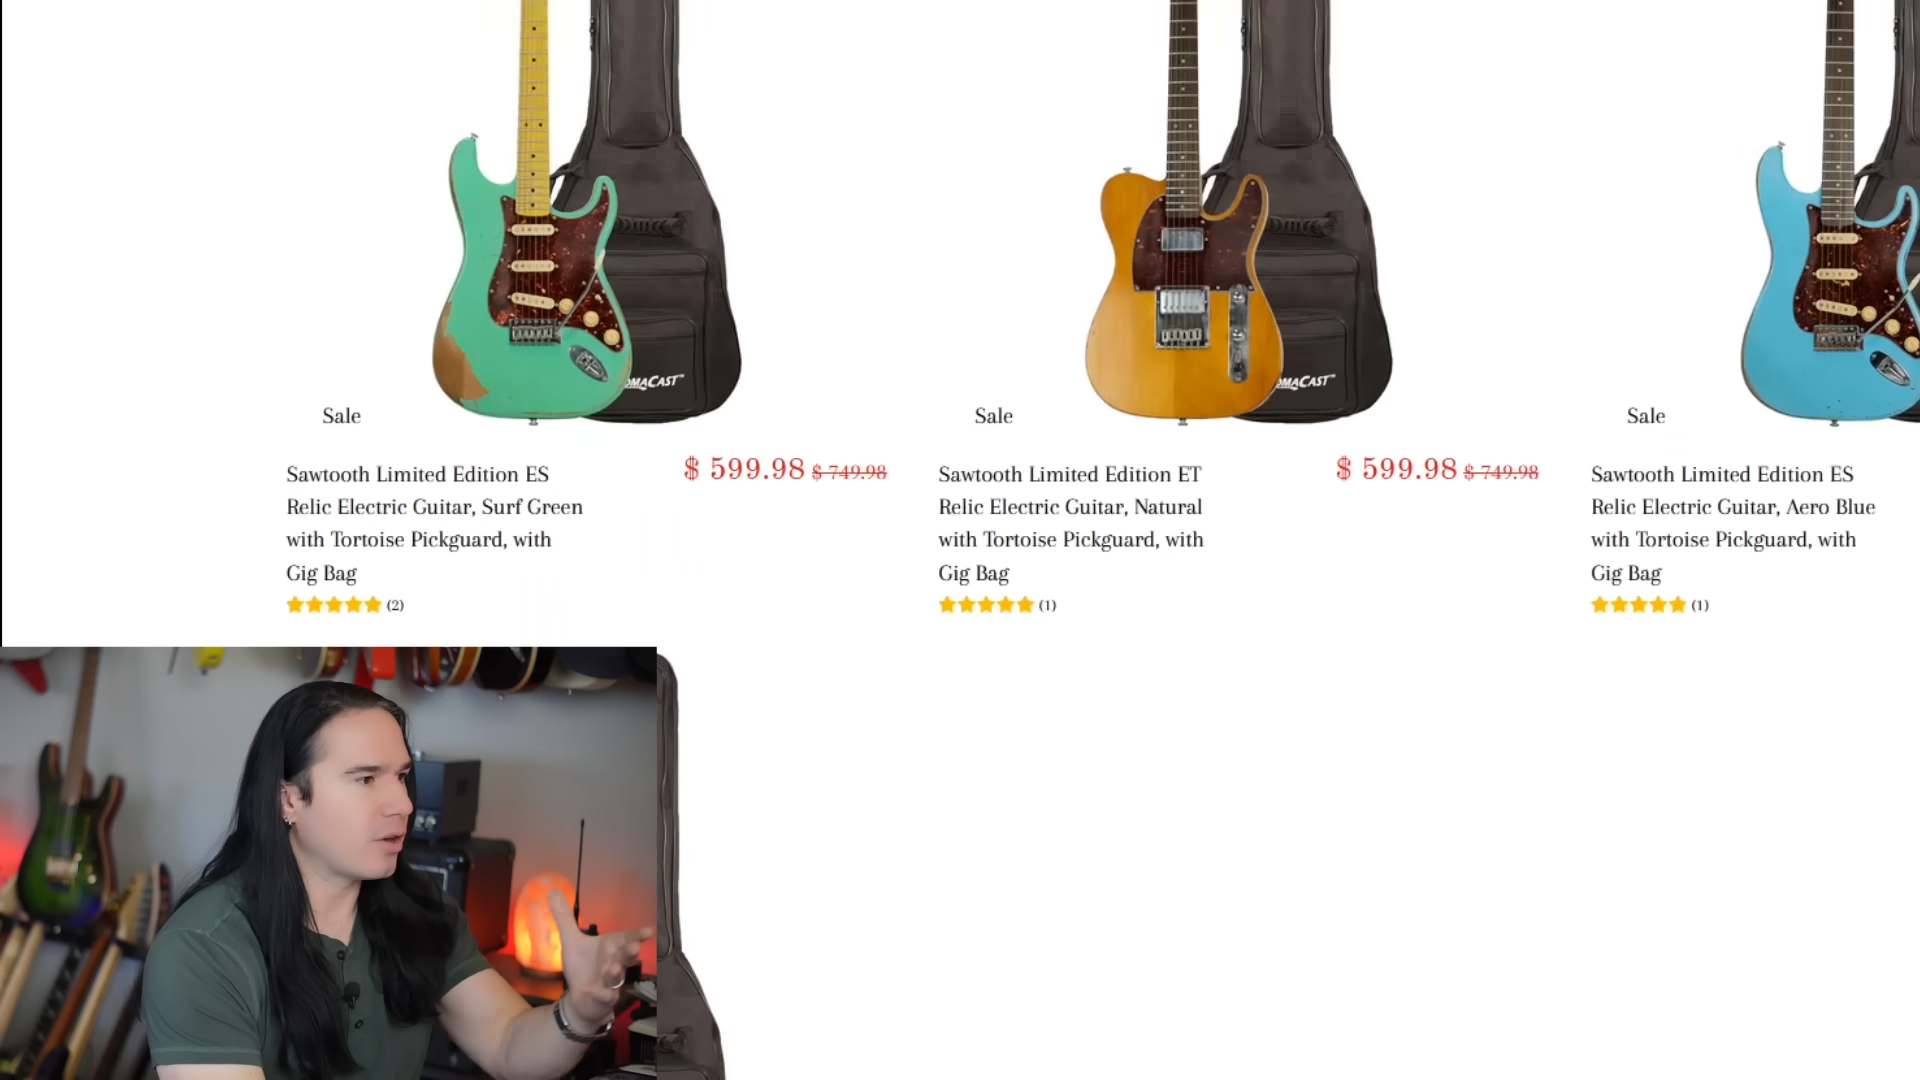 OMACAST™
OMACAST™
Sale
Sale
Sale
Sawtooth Limited Edition ES
Relic Electric Guitar, Surf Green
with Tortoise Pickguard, with
Gig Bag
(2)
$ 599.98 $ 749.98
Sawtooth Limited Edition ET
Relic Electric Guitar, Natural
with Tortoise Pickguard, with
Gig Bag
(1)
$ 599.98 $ 749.98
Sawtooth Limited Edition ES
Relic Electric Guitar, Aero Blue
with Tortoise Pickguard, with
Gig Bag
(1)